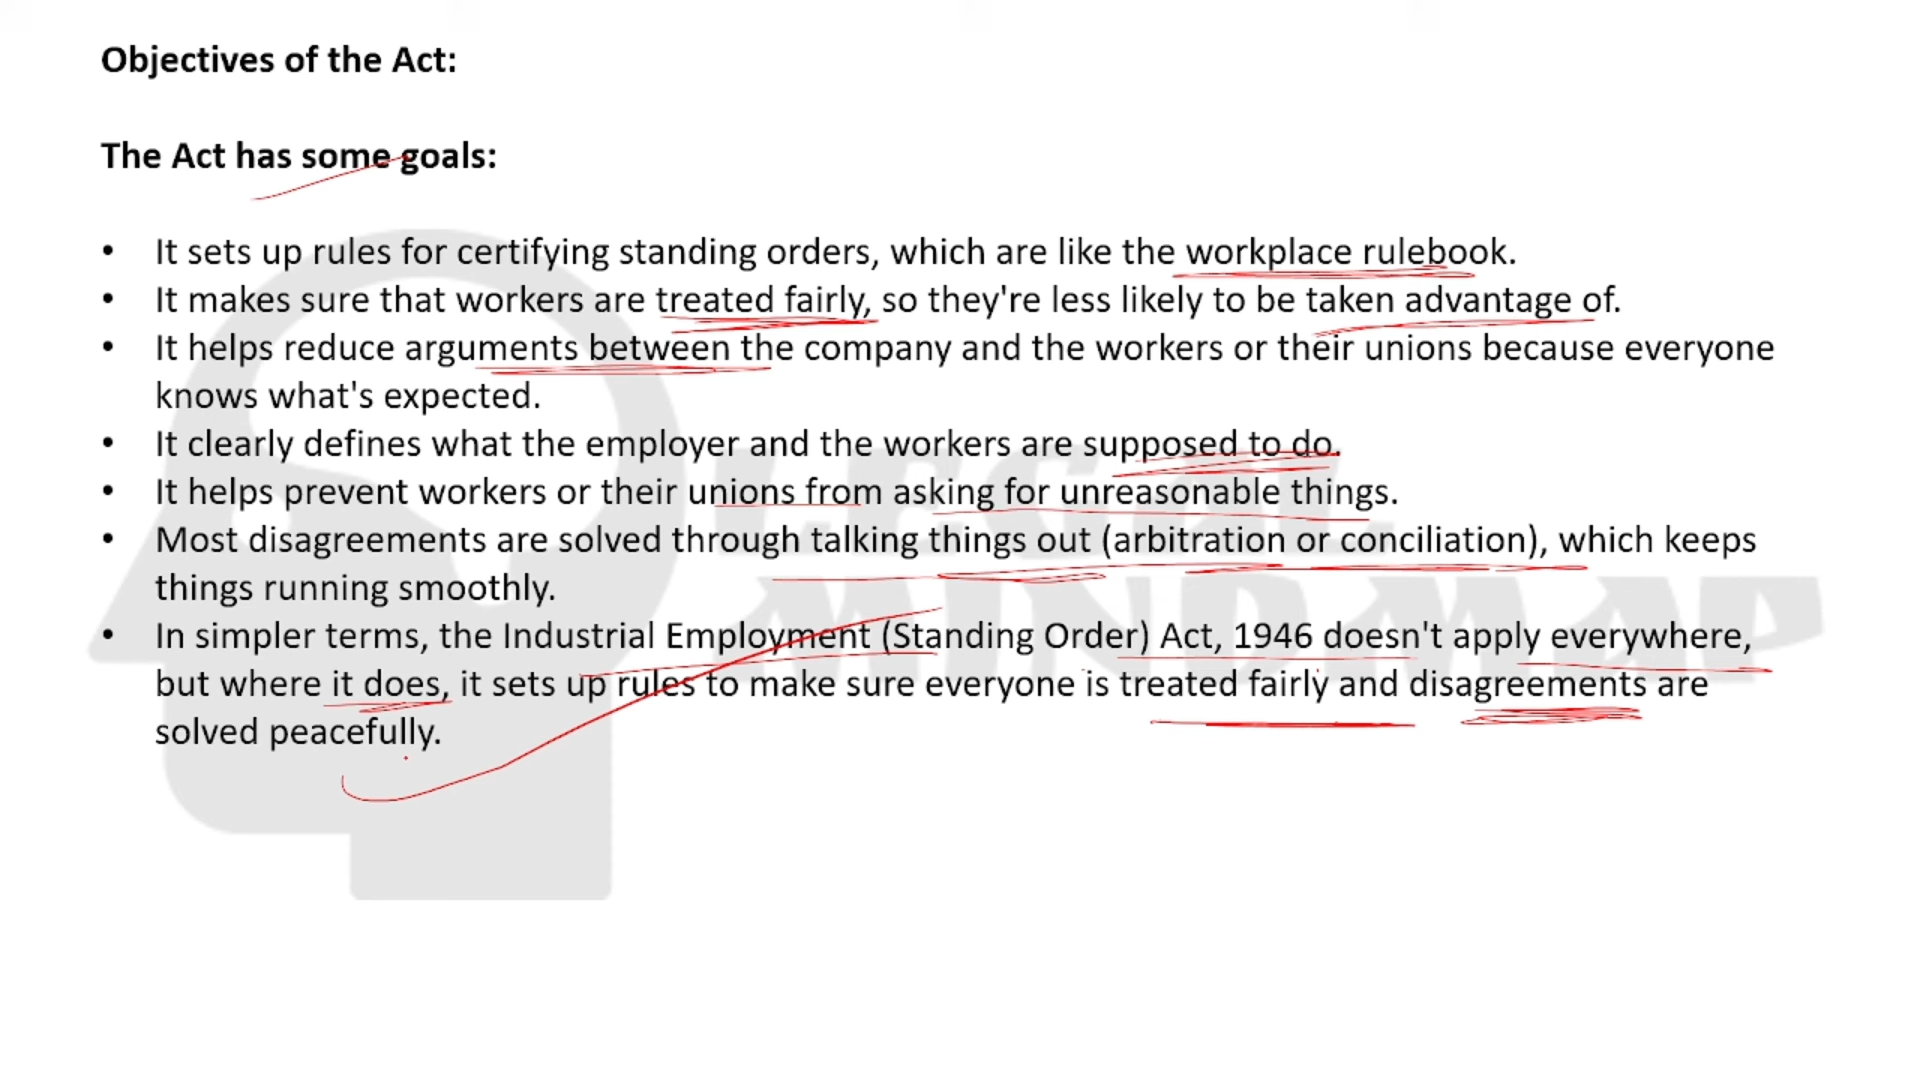 Objectives of the Act:
The Act has some goals:
• It sets up rules for certifying standing orders, which are like the workplace rulebook.
• It makes sure that workers are treated fairly, so they're less likely to be taken advantage of.
• It helps reduce arguments between the company and the workers or their unions because everyone
knows what's expected.
• It clearly defines what the employer and the workers are supposed to do.
• It helps prevent workers or their unions from asking for unreasonable things.
• Most disagreements are solved through talking things out (arbitration or conciliation), which keeps
things running smoothly.
• In simpler terms, the Industrial Employment (Standing Order) Act, 1946 doesn't apply everywhere,
but where it does, it sets up rules to make sure everyone is treated fairly and disagreements are
solved peacefully.
LEGAL
MINDMAP